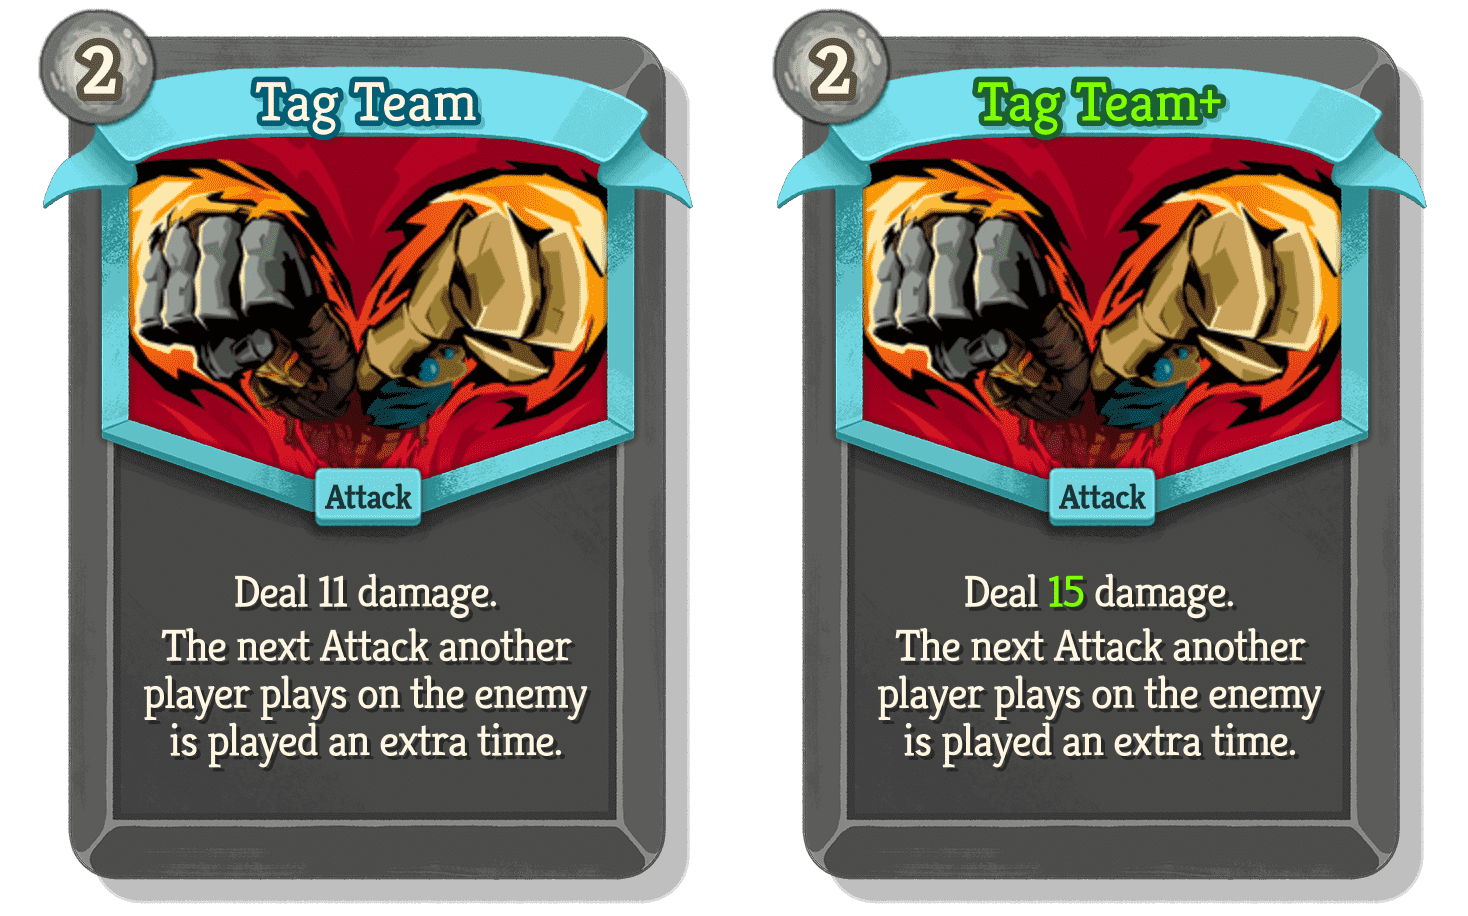 2
Tag Team
Attack
Deal 11 damage.
The next Attack another
player plays on the enemy
is played an extra time.
2
Tag Team+
Attack
Deal 15 damage.
The next Attack another
player plays on the enemy
is played an extra time.